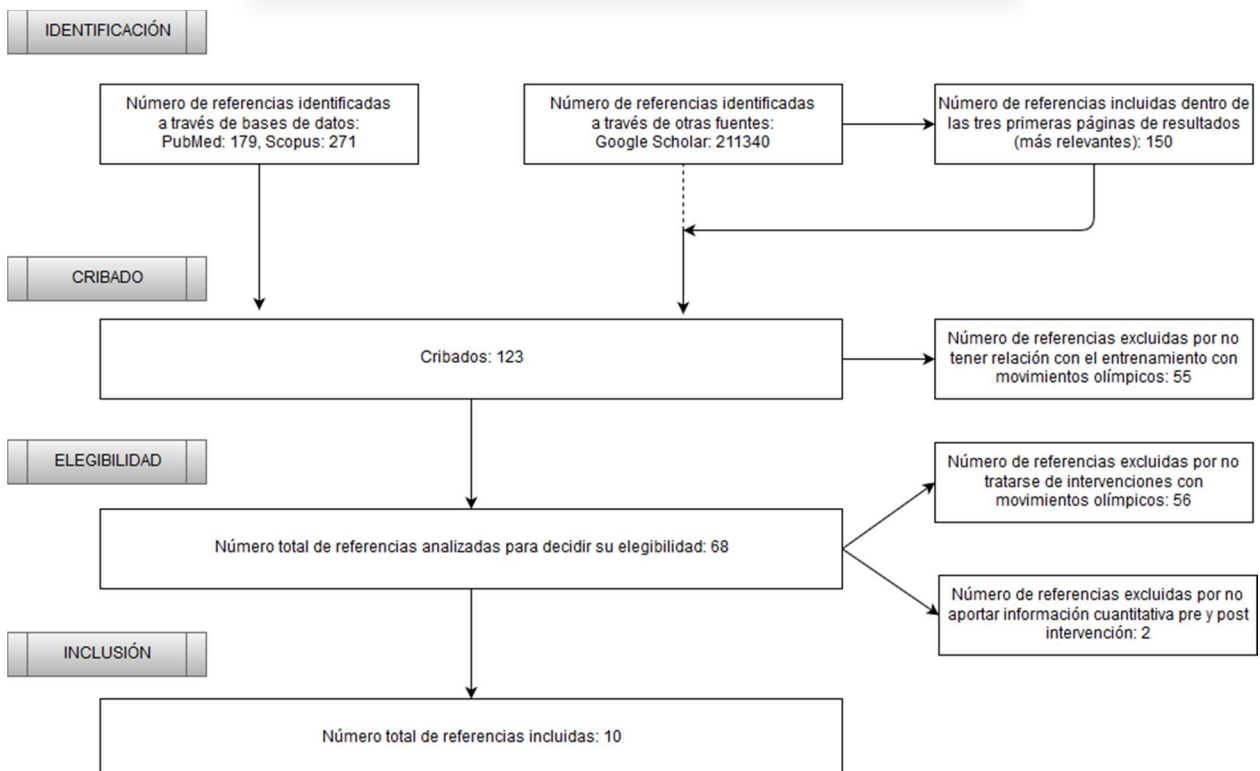 IDENTIFICACIÓN
Número de referencias identificadas
a través de bases de datos:
PubMed: 179, Scopus: 271
Número de referencias identificadas
a través de otras fuentes:
Google Scholar: 211340
Número de referencias incluidas dentro de
las tres primeras páginas de resultados
(más relevantes): 150
CRIBADO
Cribados: 123
Número de referencias excluidas por no
tener relación con el entrenamiento con
movimientos olímpicos: 55
ELEGIBILIDAD
Número total de referencias analizadas para decidir su elegibilidad: 68
Número de referencias excluidas por no
tratarse de intervenciones con
movimientos olímpicos: 56
Número de referencias excluidas por no
aportar información cuantitativa pre y post
intervención: 2
INCLUSIÓN
Número total de referencias incluidas: 10